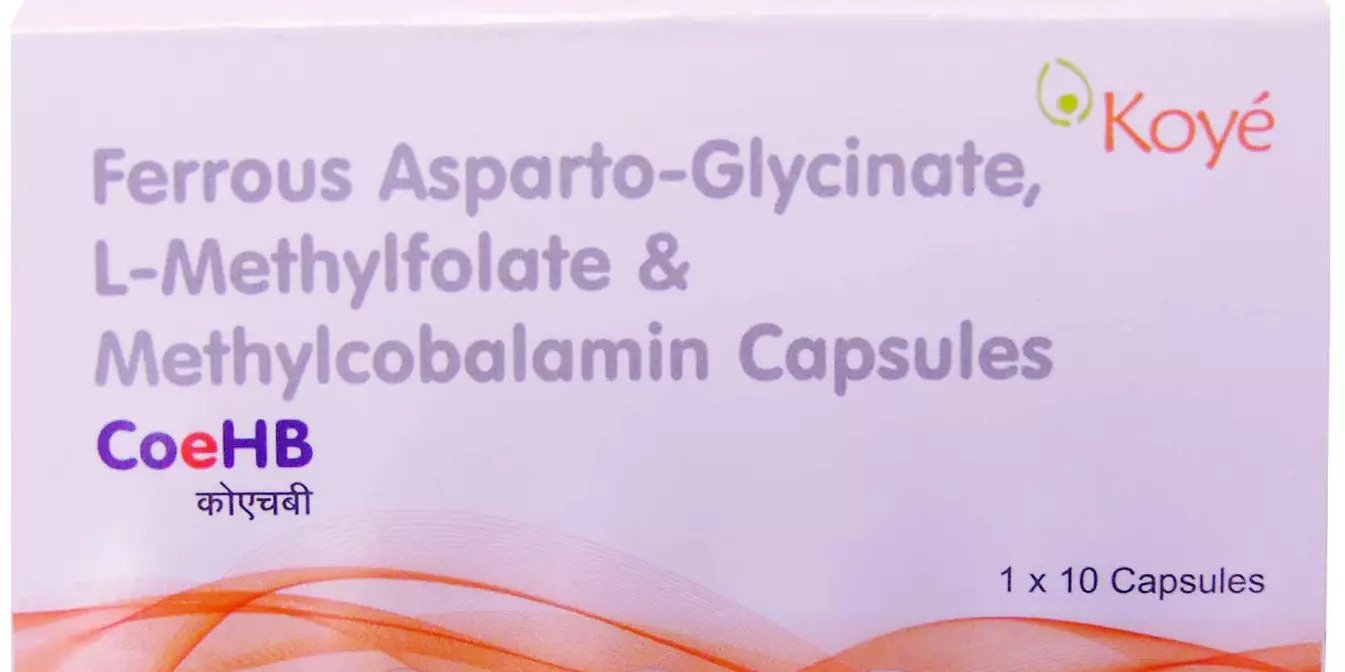 Koyé
Ferrous Asparto-Glycinate,
L-Methylfolate &
Methylcobalamin Capsules
CoeHB
कोएचबी
1 x 10 Capsules